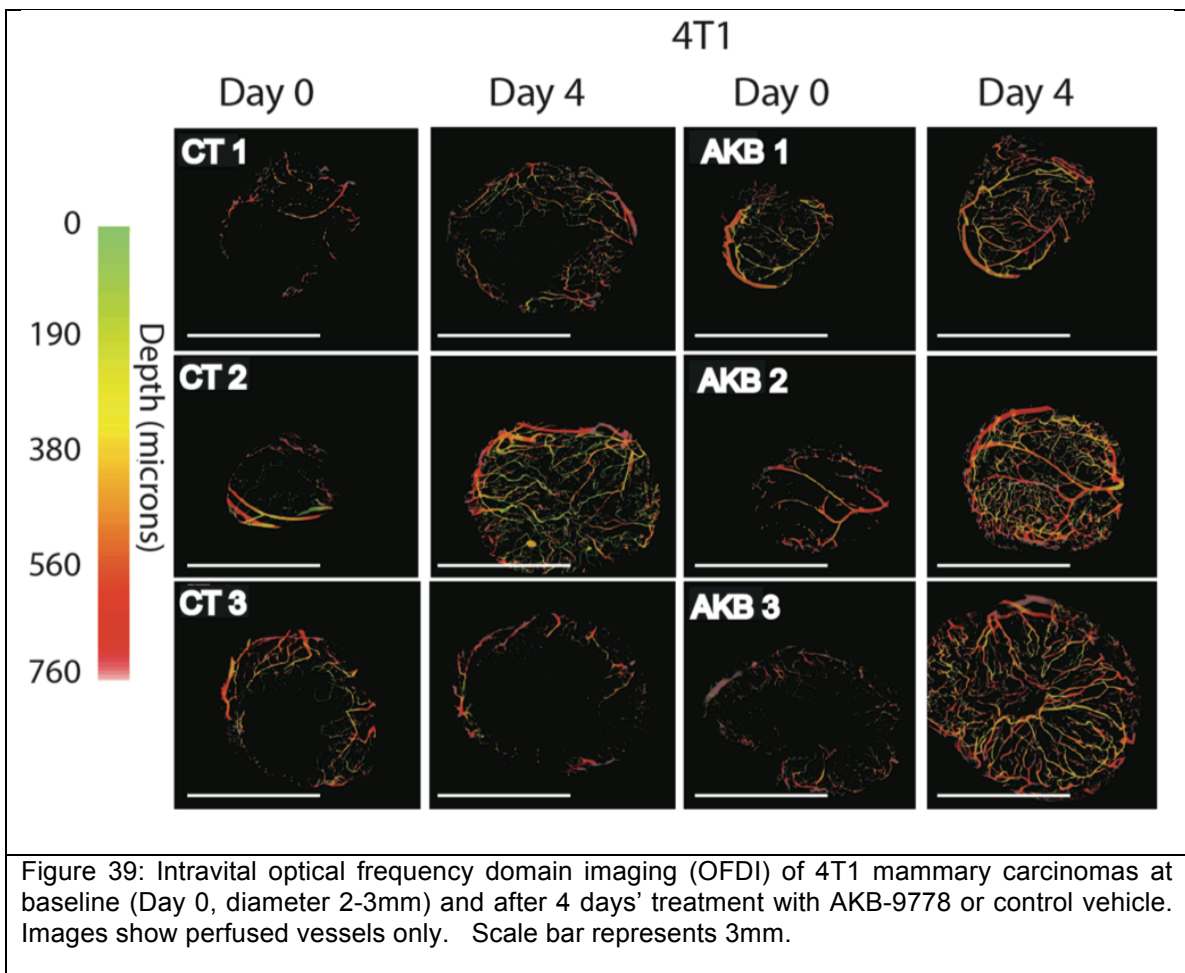 4T1
Day 0 Day 4 Day 0 Day 4
CT 1 AKB 1
0
190
380
560
760
Depth (microns)
CT 2 AKB 2
CT 3 AKB 3
Figure 39: Intravital optical frequency domain imaging (OFDI) of 4T1 mammary carcinomas at
baseline (Day 0, diameter 2-3mm) and after 4 days' treatment with AKB-9778 or control vehicle.
Images show perfused vessels only. Scale bar represents 3mm.